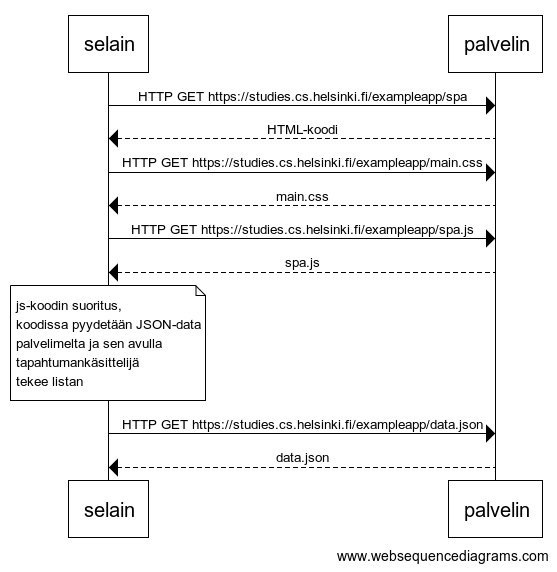 selain palvelin
HTTP GET https://studies.cs.helsinki.fi/exampleapp/spa
HTML-koodi
HTTP GET https://studies.cs.helsinki.fi/exampleapp/main.css
main.css
HTTP GET https://studies.cs.helsinki.fi/exampleapp/spa.js
spa.js
js-koodin suoritus,
koodissa pyydetään JSON-data
palvelimelta ja sen avulla
tapahtumankäsittelijä
tekee listan
HTTP GET https://studies.cs.helsinki.fi/exampleapp/data.json
data.json
selain palvelin
www.websequencediagrams.com